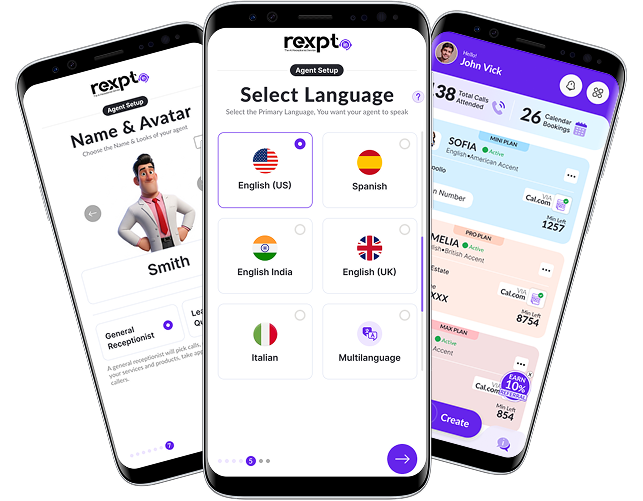 rexpt
Agent Setup
Name & Avatar
Choose the Name & Looks of your agent
Smith
General
Receptionist
Lea
Qu
A general receptionist will pick calls,
your services and products, take app
callers.
7
rexpt
Agent Setup
Select Language
?
Select the Primary Language, You want your agent to speak
English (US)
Spanish
English India
English (UK)
Italian
Multilanguage
5
Hello!
John Vick
38
Total Calls
Attended
26
Calendar
Bookings
MINI PLAN
SOFIA
Active
English•American Accent
pollo
n Number
VIA
Cal.com
Min Left
1257
PRO PLAN
MELIA
Active
lish•British Accent
Estate
XXX
VIA
Cal.com
Min Left
8754
MAX PLAN
Active
Accent
VIA
Cal.com
Min Left
854
EARN
10%
REFERRAL
Create